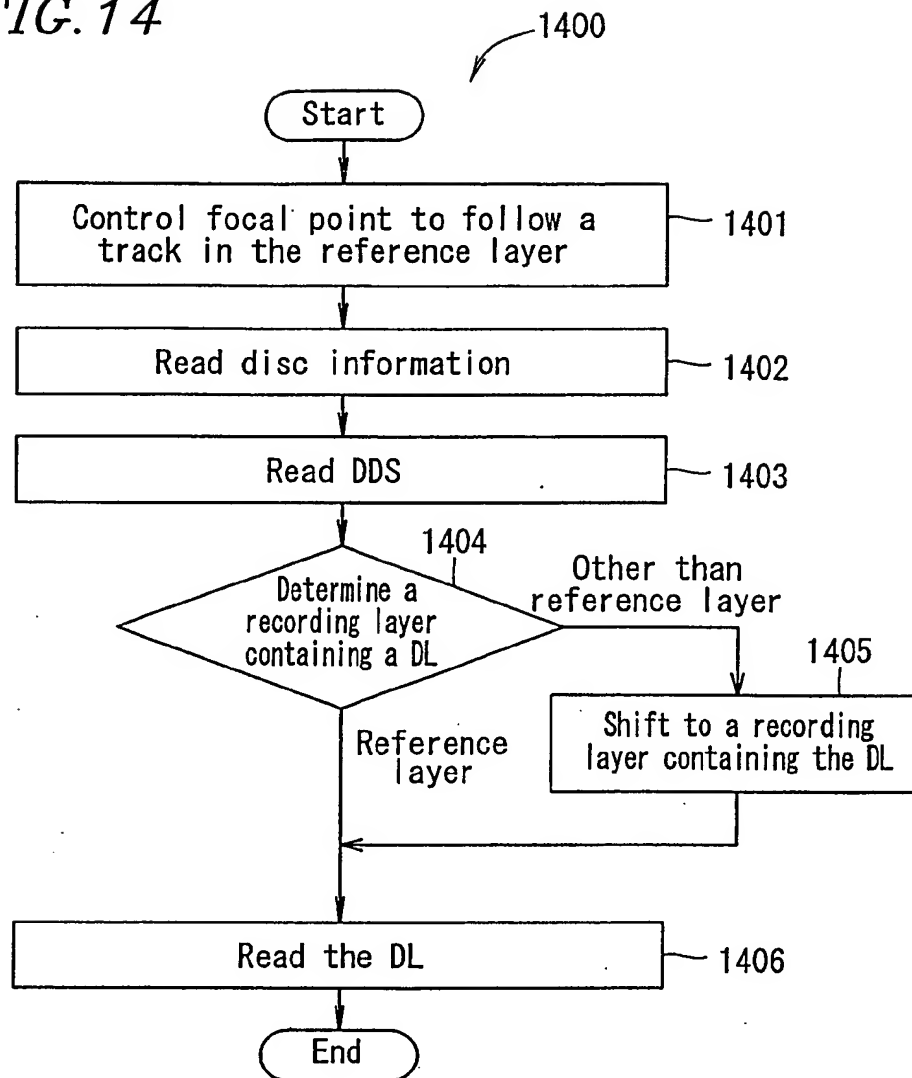 FIG. 14
1400
Start
Control focal point to follow a
track in the reference layer
1401
Read disc information
1402
Read DDS
1403
1404
Determine a
recording layer
containing a DL
Other than
reference layer
1405
Shift to a recording
layer containing the DL
Reference
layer
Read the DL
1406
End